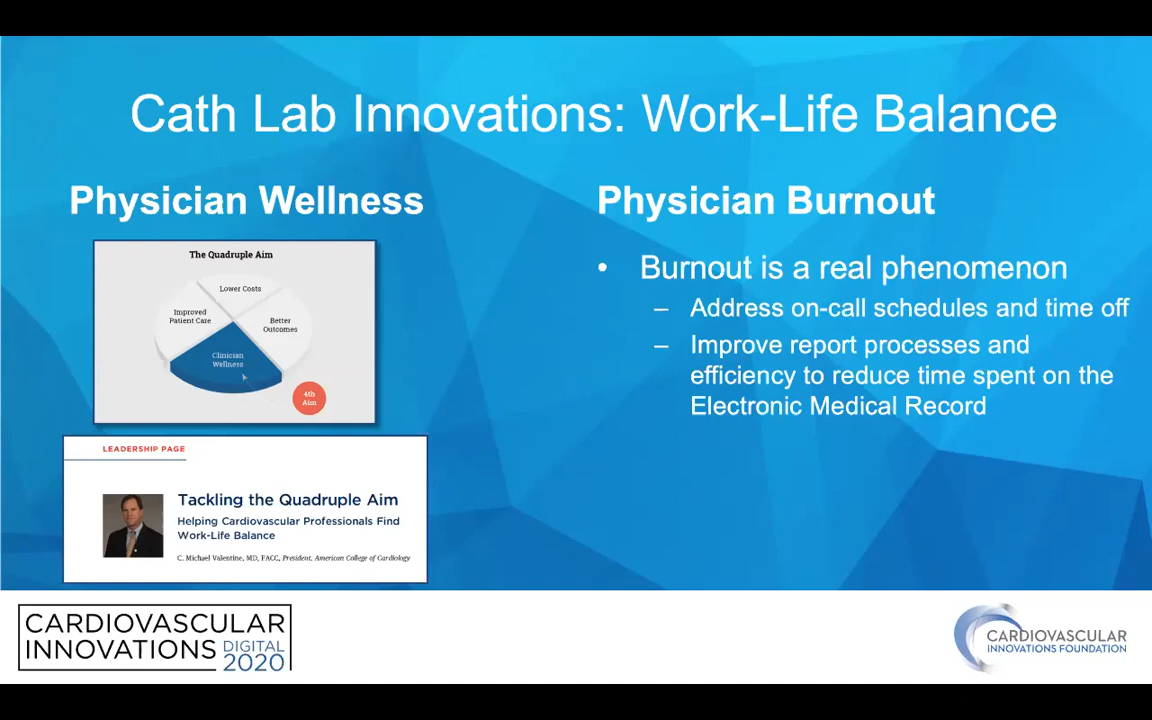 Cath Lab Innovations: Work-Life Balance
Physician Wellness
The Quadruple Aim
Lower Costs
Improved
Patient Care
Better
Outcomes
Clinician
Wellness
4th
Aim
LEADERSHIP PAGE
Tackling the Quadruple Aim
Helping Cardiovascular Professionals Find
Work-Life Balance
C. Michael Valentine, MD, FACC, President, American College of Cardiology
Physician Burnout
• Burnout is a real phenomenon
– Address on-call schedules and time off
– Improve report processes and
efficiency to reduce time spent on the
Electronic Medical Record
CARDIOVASCULAR
INNOVATIONS DIGITAL
2020
CARDIOVASCULAR
INNOVATIONS FOUNDATION